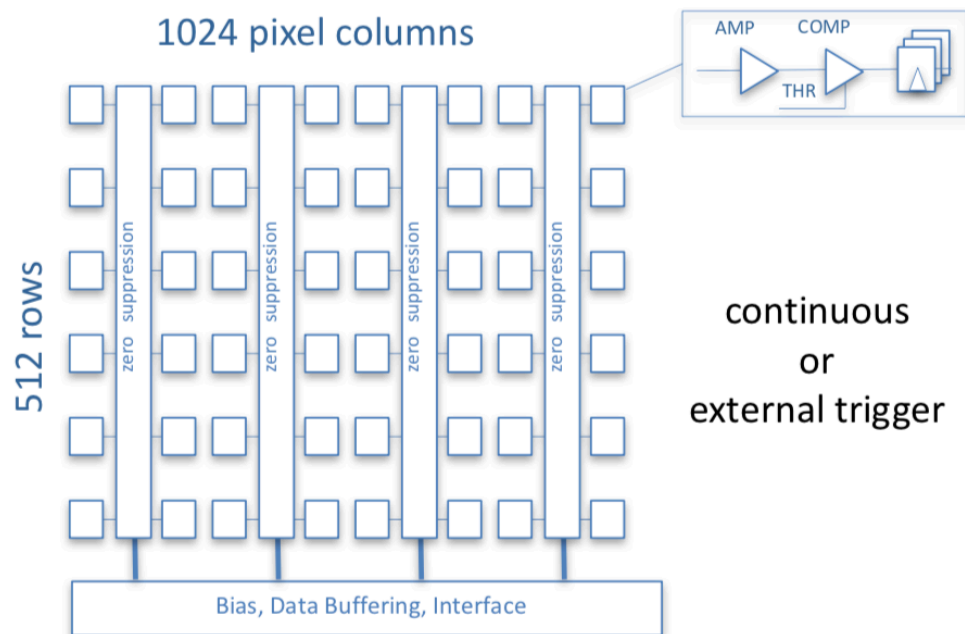 1024 pixel columns
AMP
COMP
THR
512 rows
zero suppression
zero suppression
zero suppression
zero suppression
continuous
or
external trigger
Bias, Data Buffering, Interface